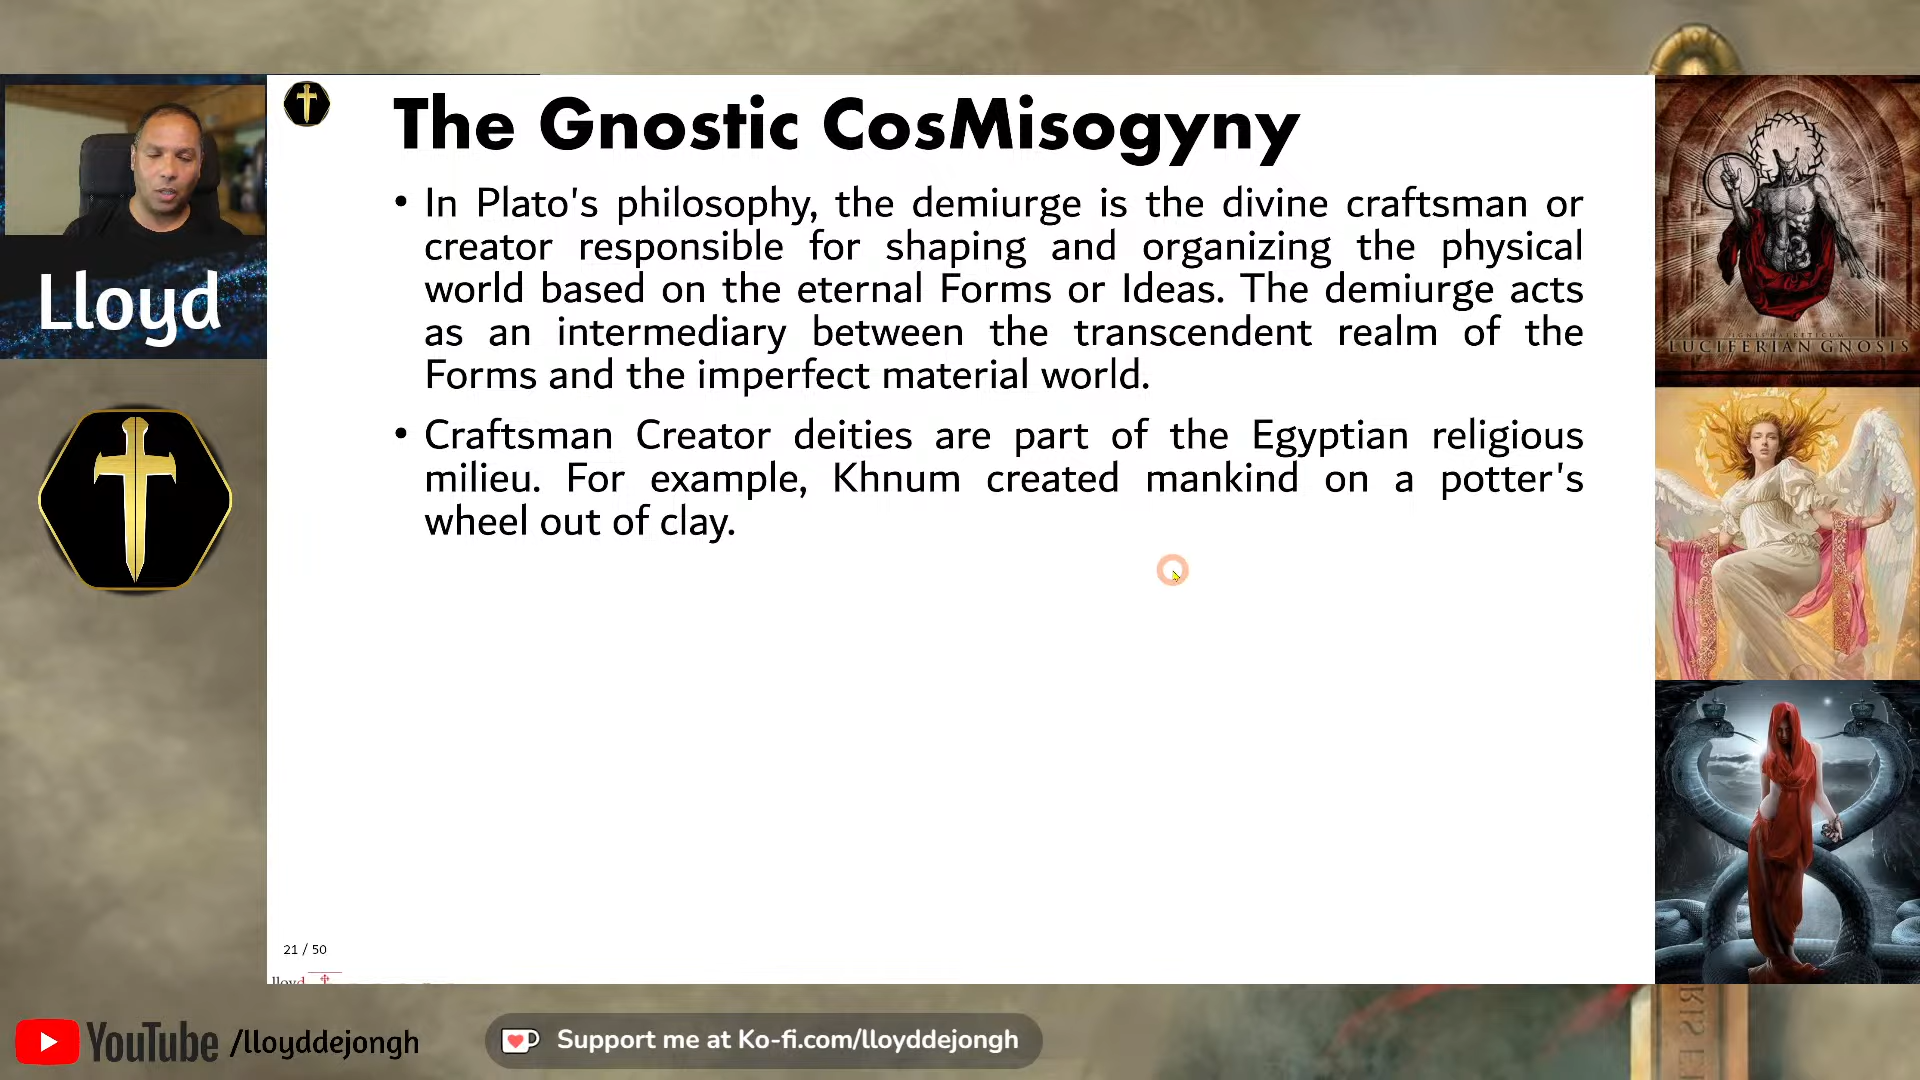 The Gnostic CosMisogyny
• In Plato's philosophy, the demiurge is the divine craftsman or
creator responsible for shaping and organizing the physical
world based on the eternal Forms or Ideas. The demiurge acts
as an intermediary between the transcendent realm of the
Forms and the imperfect material world.
• Craftsman Creator deities are part of the Egyptian religious
milieu. For example, Khnum created mankind on a potter's
wheel out of clay.
Lloyd
LUCIFERIAN GNOSIS
21 / 50
lloyd
YouTube /lloyddejongh
Support me at Ko-fi.com/lloyddejongh